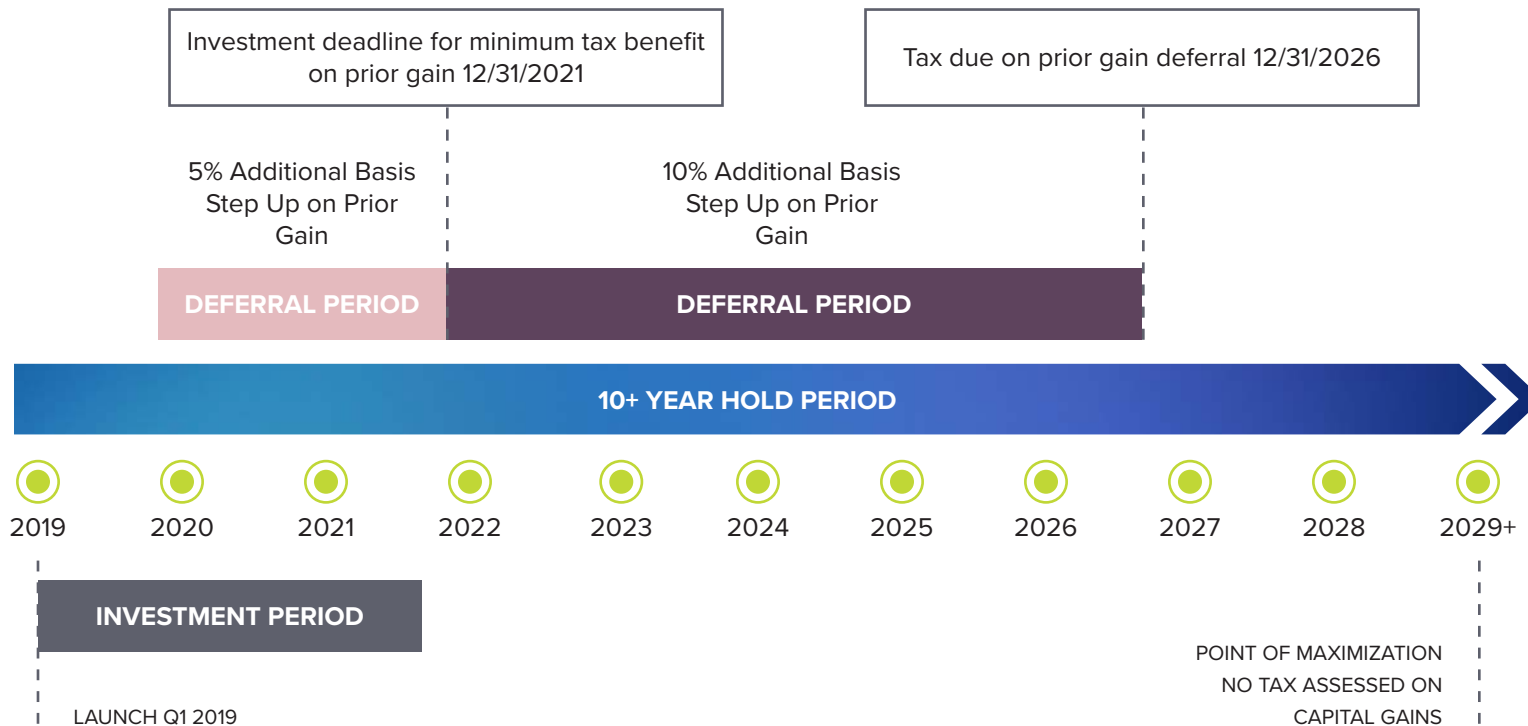 Investment deadline for minimum tax benefit
on prior gain 12/31/2021
Tax due on prior gain deferral 12/31/2026
5% Additional Basis
Step Up on Prior
Gain
10% Additional Basis
Step Up on Prior
Gain
DEFERRAL PERIOD
DEFERRAL PERIOD
10+ YEAR HOLD PERIOD
2019
2020
2021
2022
2023
2024
2025
2026
2027
2028
2029+
INVESTMENT PERIOD
LAUNCH Q1 2019
POINT OF MAXIMIZATION
NO TAX ASSESSED ON
CAPITAL GAINS